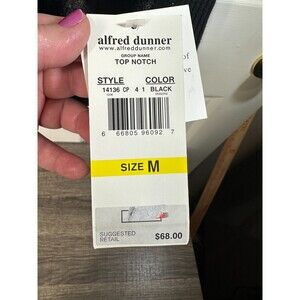 alfred dunner
www.alfreddunner.com
GROUP NAME
TOP NOTCH
of
STYLE COLOR
14136 CP 4 1 BLACK
6 66805 96092 7
SIZE M
SUGGESTED
RETAIL $68.00